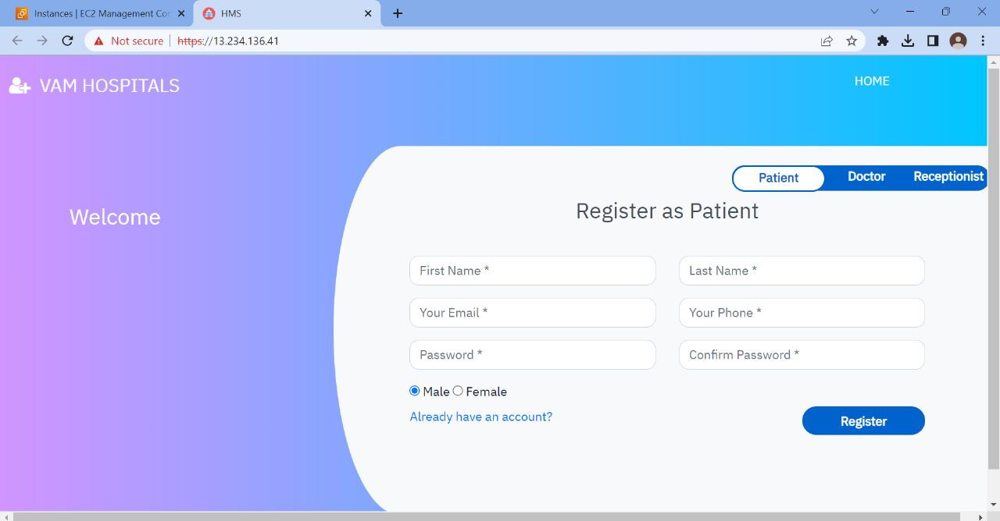 Instances | EC2 Management Con
HMS
Not secure | https://13.234.136.41
VAM HOSPITALS
HOME
Welcome
Patient Doctor Receptionist
Register as Patient
First Name * Last Name *
Your Email * Your Phone *
Password * Confirm Password *
Male Female
Already have an account?
Register